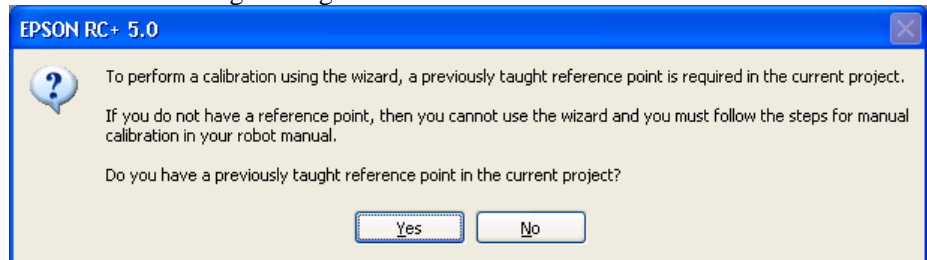 EPSON RC+ 5.0
To perform a calibration using the wizard, a previously taught reference point is required in the current project.
If you do not have a reference point, then you cannot use the wizard and you must follow the steps for manual
calibration in your robot manual.
Do you have a previously taught reference point in the current project?
Yes
No